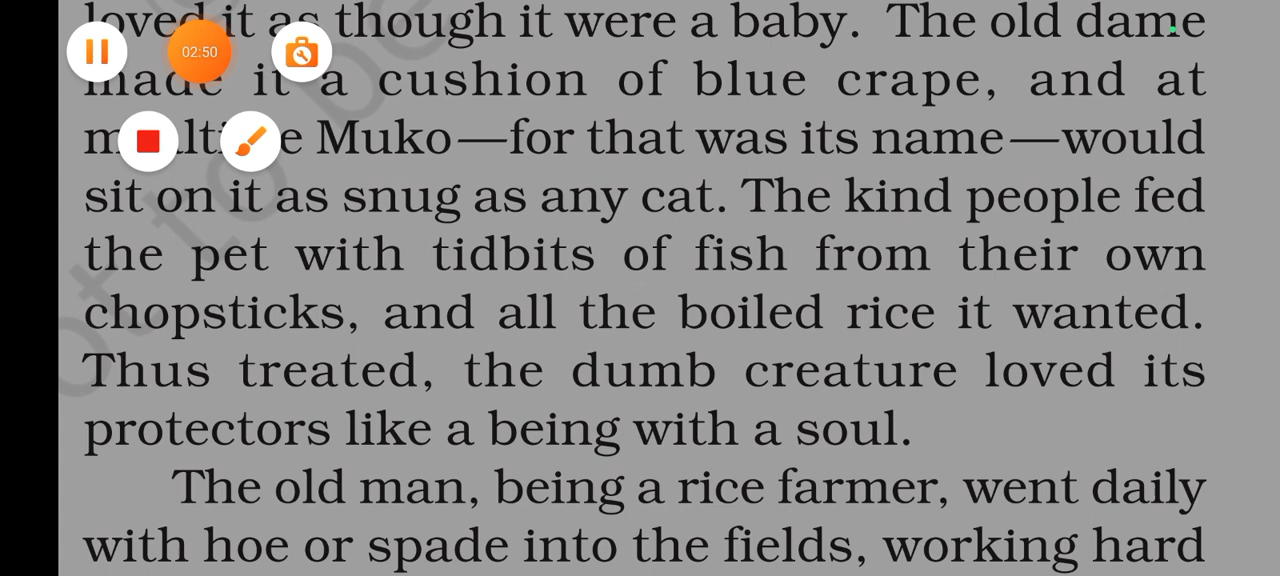 loved it as though it were a baby. The old dame
02:50
made it a cushion of blue crape, and at
Muko—for that was its name—would
sit on it as snug as any cat. The kind people fed
the pet with tidbits of fish from their own
chopsticks, and all the boiled rice it wanted.
Thus treated, the dumb creature loved its
protectors like a being with a soul.
The old man, being a rice farmer, went daily
with hoe or spade into the fields, working hard